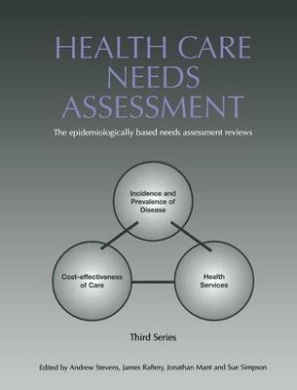 HEALTH CARE
NEEDS
ASSESSMENT
The epidemiologically based needs assessment reviews
Incidence and
Prevalence of
Disease
Cost-effectiveness
of Care
Health
Services
Third Series
Edited by Andrew Stevens, James Raftery, Jonathan Mant and Sue Simpson